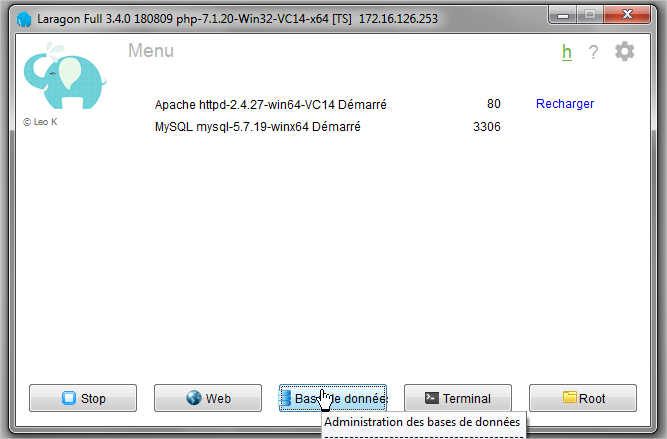 Laragon Full 3.4.0 180809 php-7.1.20-Win32-VC14-x64 [TS] 172.16.126.253
Menu
h ?
© Leo K
Apache httpd-2.4.27-win64-VC14 Démarré 80 Recharger
MySQL mysql-5.7.19-winx64 Démarré 3306
Stop Web Base de donnée Terminal Root
Administration des bases de données